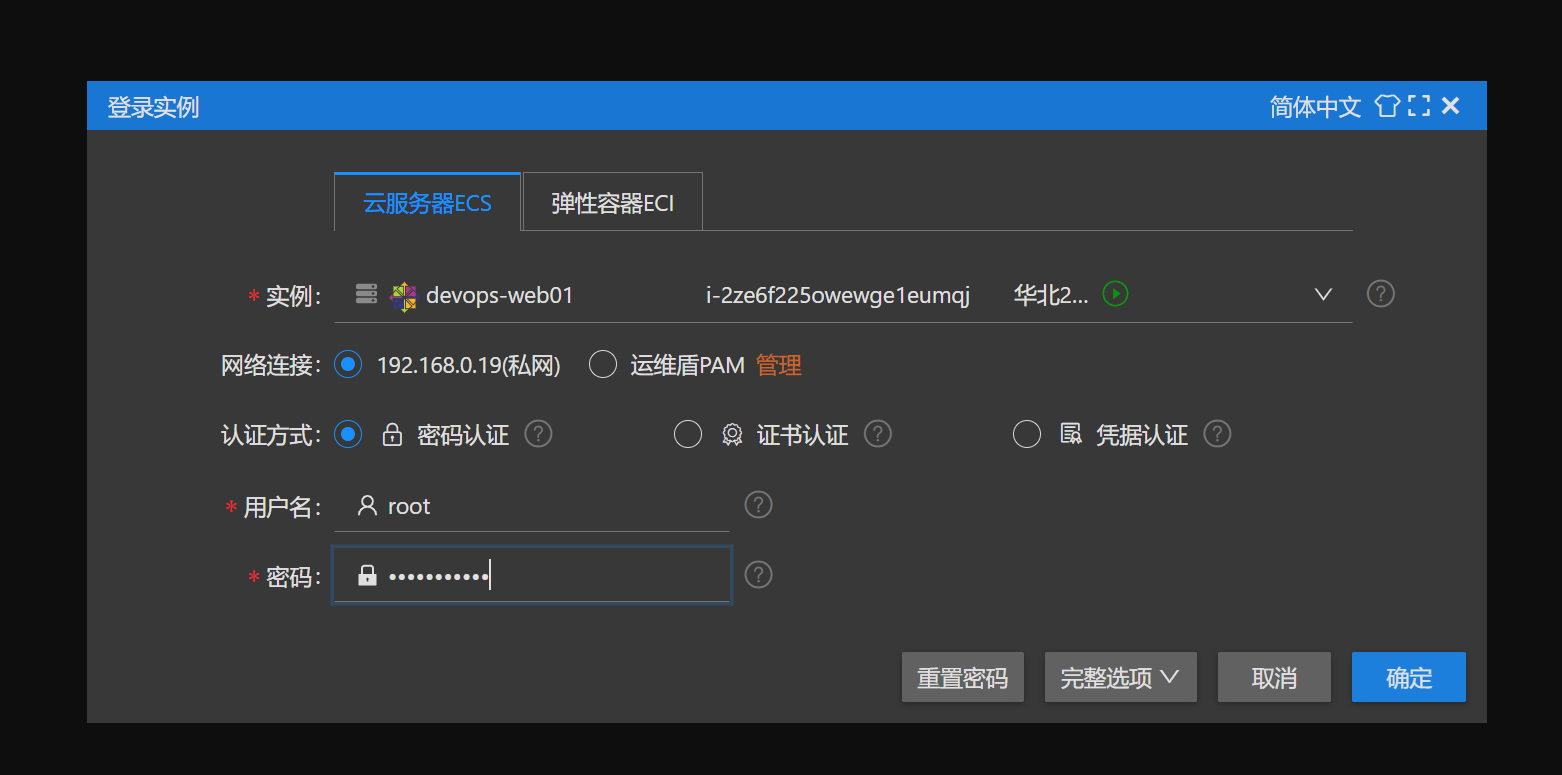 登录实例 简体中文
云服务器ECS 弹性容器ECI
* 实例: devops-web01 i-2ze6f225owewge1eumqj 华北2...
网络连接: 192.168.0.19(私网) 运维盾PAM 管理
认证方式: 密码认证 证书认证 凭据认证
* 用户名: root
* 密码: •••••••••••
重置密码 完整选项 取消 确定